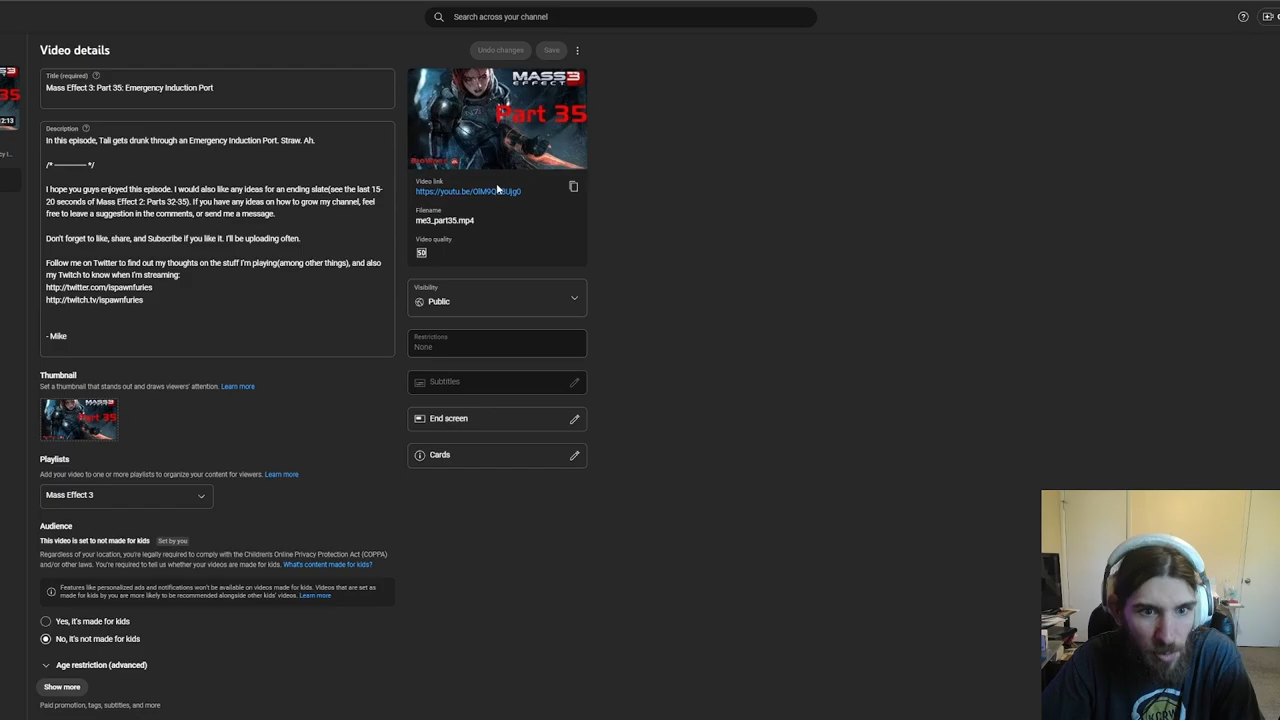 Search across your channel
Video details
Undo changes
Save
Title (required)
Mass Effect 3: Part 35: Emergency Induction Port
Description
In this episode, Tali gets drunk through an Emergency Induction Port. Straw. Ah.
/* ----------- */
I hope you guys enjoyed this episode. I would also like any ideas for an ending slate(see the last 15-
20 seconds of Mass Effect 2: Parts 32-35). If you have any ideas on how to grow my channel, feel
free to leave a suggestion in the comments, or send me a message.
Don't forget to like, share, and Subscribe if you like it. I'll be uploading often.
Follow me on Twitter to find out my thoughts on the stuff I'm playing(among other things), and also
my Twitch to know when I'm streaming:
http://twitter.com/ispawnfuries
http://twitch.tv/ispawnfuries
- Mike
Thumbnail
Set a thumbnail that stands out and draws viewers' attention. Learn more
MASS 3
Part 35
Playlists
Add your video to one or more playlists to organize your content for viewers. Learn more
Mass Effect 3
Audience
This video is set to not made for kids Set by you
Regardless of your location, you're legally required to comply with the Children's Online Privacy Protection Act (COPPA)
and/or other laws. You're required to tell us whether your videos are made for kids. What's content made for kids?
Features like personalized ads and notifications won't be available on videos made for kids. Videos that are set as
made for kids by you are more likely to be recommended alongside other kids' videos. Learn more
Yes, it's made for kids
No, it's not made for kids
Age restriction (advanced)
Show more
Paid promotion, tags, subtitles, and more
MASS 3
EFFECT
Part 35
Video link
Filename
me3_part35.mp4
Video quality
SD
Visibility
Public
Restrictions
None
Subtitles
End screen
Cards
35
2:13